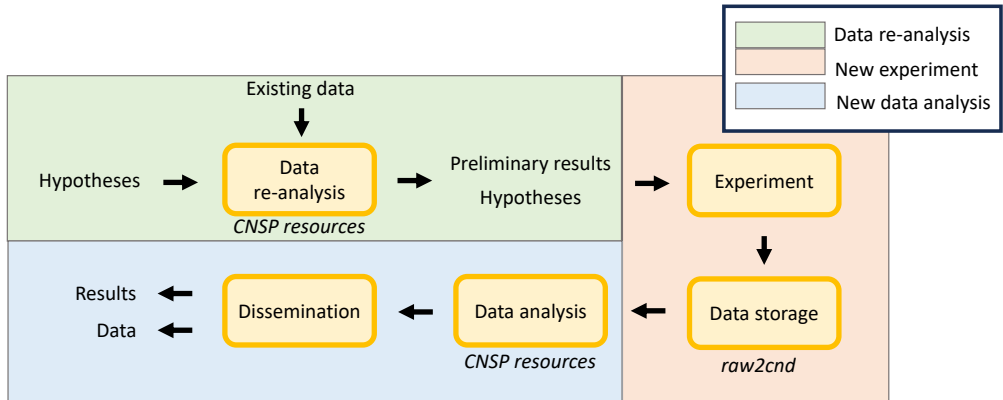 Data re-analysis
New experiment
New data analysis
Existing data
Hypotheses
Data
re-analysis
CNSP resources
Preliminary results
Hypotheses
Experiment
Data storage
raw2cnd
Data analysis
CNSP resources
Dissemination
Results
Data